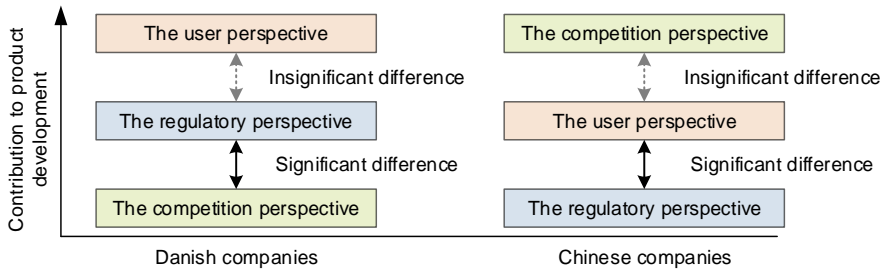 Contribution to product
development
The user perspective
Insignificant difference
The regulatory perspective
Significant difference
The competition perspective
Danish companies
The competition perspective
Insignificant difference
The user perspective
Significant difference
The regulatory perspective
Chinese companies